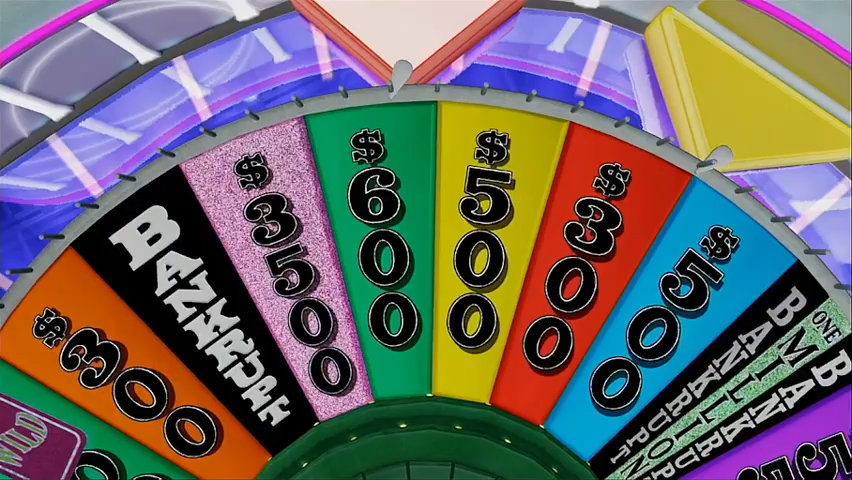 WILD
$300
BANKRUPT
$3500
$600
$500
$300
$500
BANKRUPT
ONE MILLION
BANKRUPT